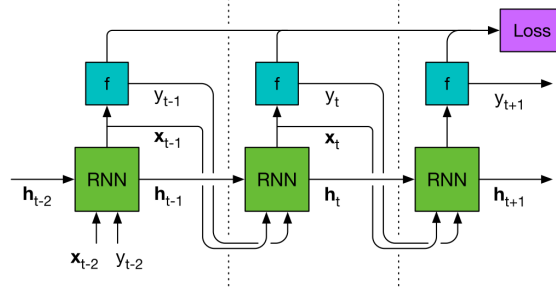 Loss
f
f
f
y_{t-1}
y_t
y_{t+1}
x_{t-1}
x_t
RNN
RNN
RNN
h_{t-2}
h_{t-1}
h_t
h_{t+1}
x_{t-2}
y_{t-2}